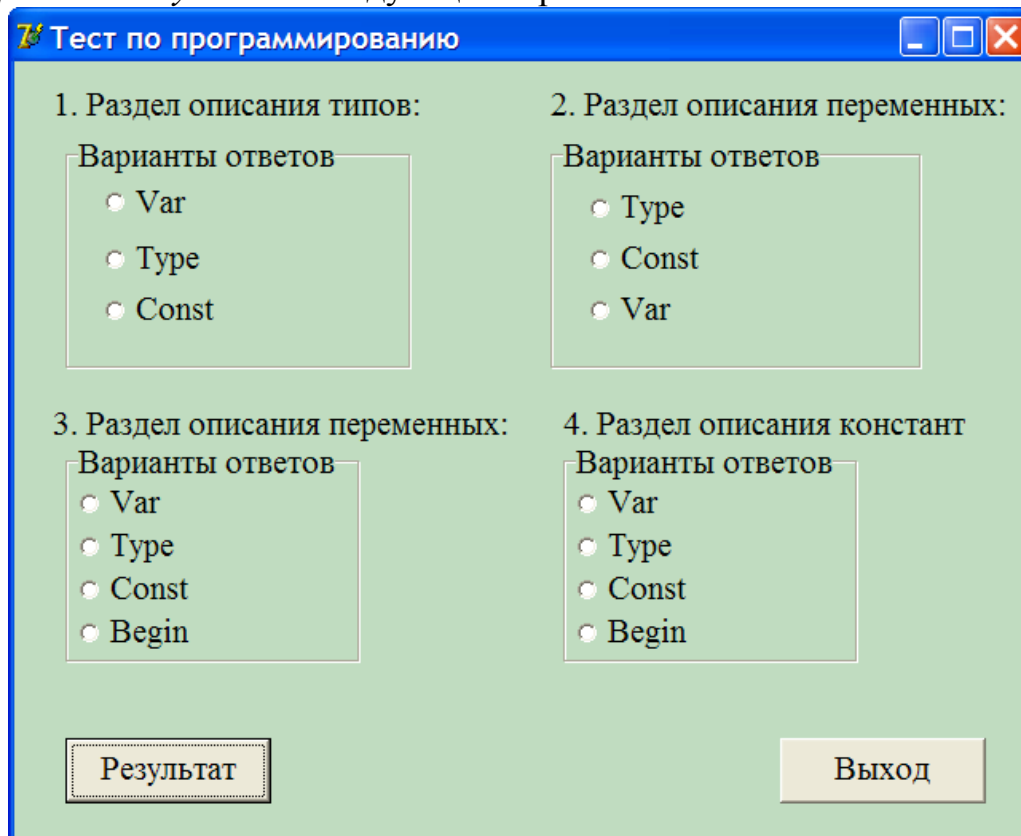 Тест по программированию
1. Раздел описания типов:
Варианты ответов
Var
Type
Const
2. Раздел описания переменных:
Варианты ответов
Type
Const
Var
3. Раздел описания переменных:
Варианты ответов
Var
Type
Const
Begin
4. Раздел описания констант
Варианты ответов
Var
Type
Const
Begin
Результат
Выход